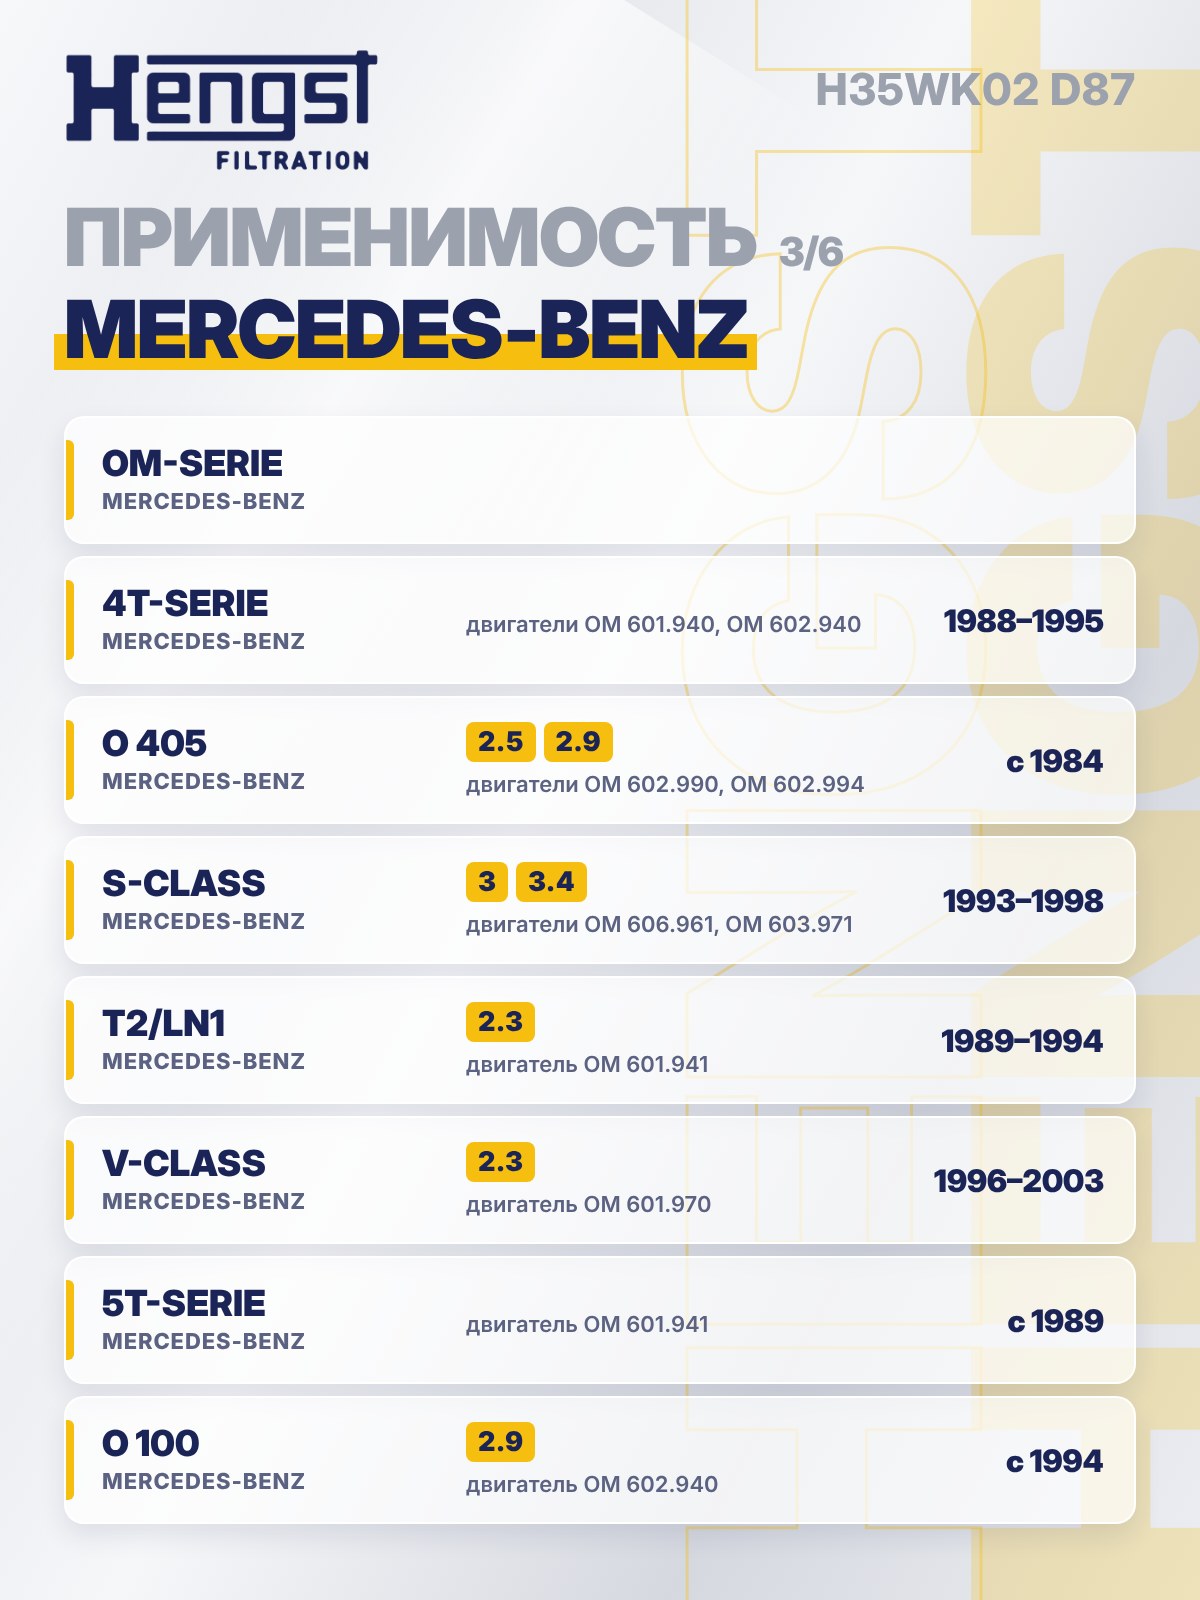 Hengst
FILTRATION
H35WK02 D87
ПРИМЕНИМОСТЬ 3/6
MERCEDES-BENZ
OM-SERIE
MERCEDES-BENZ
4T-SERIE
MERCEDES-BENZ
двигатели OM 601.940, OM 602.940
1988–1995
O 405
MERCEDES-BENZ
2.5 2.9
двигатели OM 602.990, OM 602.994
с 1984
S-CLASS
MERCEDES-BENZ
3 3.4
двигатели OM 606.961, OM 603.971
1993–1998
T2/LN1
MERCEDES-BENZ
2.3
двигатель OM 601.941
1989–1994
V-CLASS
MERCEDES-BENZ
2.3
двигатель OM 601.970
1996–2003
5T-SERIE
MERCEDES-BENZ
двигатель OM 601.941
с 1989
O 100
MERCEDES-BENZ
2.9
двигатель OM 602.940
с 1994
HENGST
HENGST